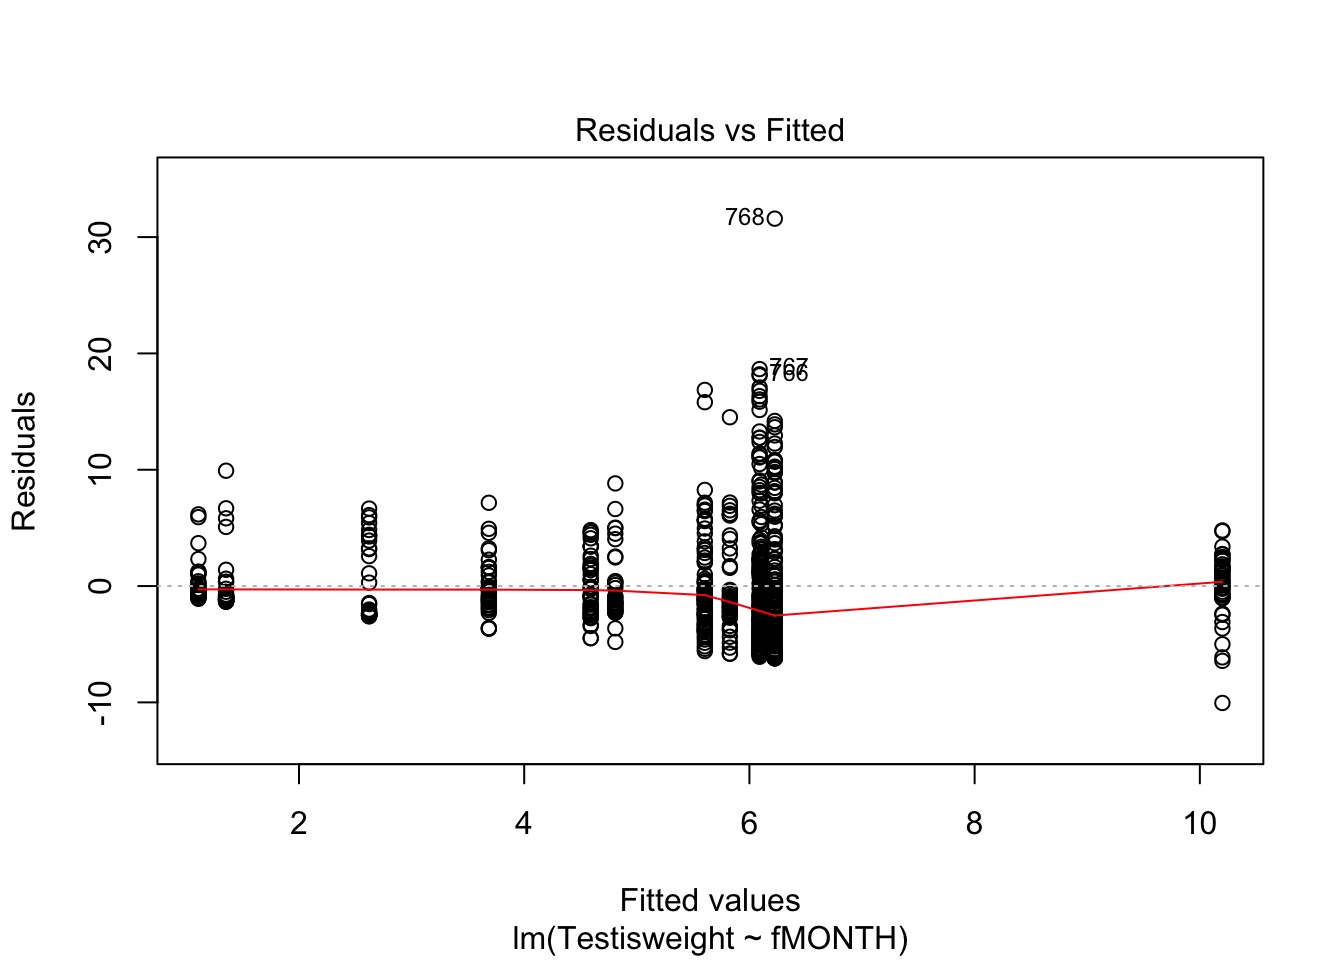 Residuals vs Fitted
768
767
766
30
20
10
0
-10
Residuals
2 4 6 8 10
Fitted values
lm(Testisweight ~ fMONTH)